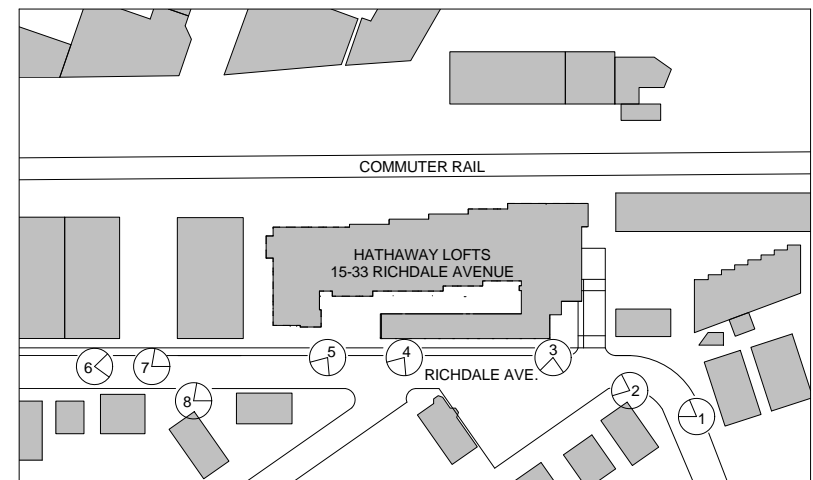 COMMUTER RAIL
HATHAWAY LOFTS
15-33 RICHDALE AVENUE
5
4
3
6
7
RICHDALE AVE.
8
2
1